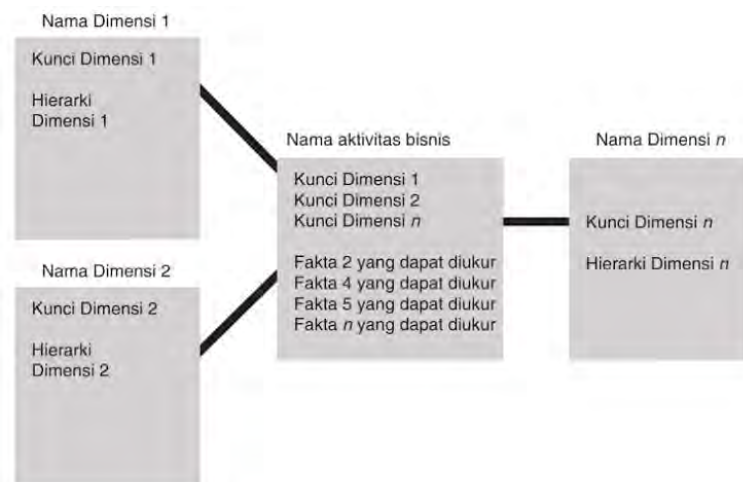 Nama Dimensi 1
Kunci Dimensi 1
Hierarki
Dimensi 1
Nama Dimensi 2
Kunci Dimensi 2
Hierarki
Dimensi 2
Nama aktivitas bisnis
Kunci Dimensi 1
Kunci Dimensi 2
Kunci Dimensi n
Fakta 2 yang dapat diukur
Fakta 4 yang dapat diukur
Fakta 5 yang dapat diukur
Fakta n yang dapat diukur
Nama Dimensi n
Kunci Dimensi n
Hierarki Dimensi n